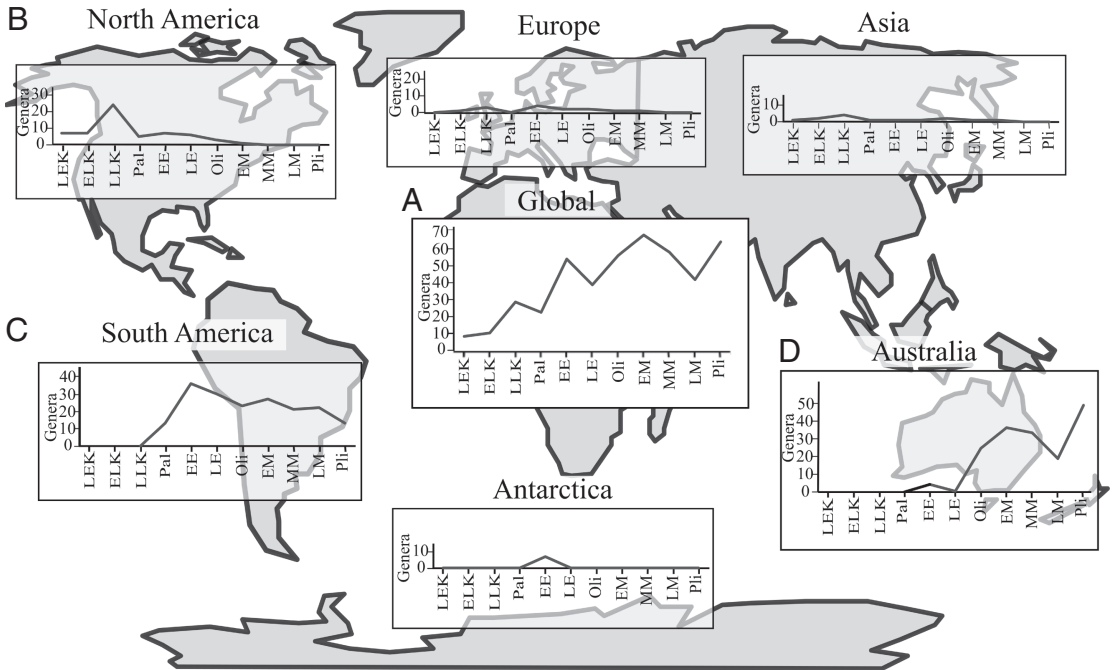 B
North America
Genera
30
20
10
0
LEK
ELK
LLK
Pal
EE
LE
Oli
EM
MM
LM
Pli
Europe
Genera
20
10
0
LEK
ELK
LLK
Pal
EE
LE
Oli
EM
MM
LM
Pli
Asia
Genera
10
0
LEK
ELK
LLK
Pal
EE
LE
Oli
EM
MM
LM
Pli
A
Global
Genera
70
60
50
40
30
20
10
0
LEK
ELK
LLK
Pal
EE
LE
Oli
EM
MM
LM
Pli
C
South America
Genera
40
30
20
10
0
LEK
ELK
LLK
Pal
EE
LE
Oli
EM
MM
LM
Pli
D
Australia
Genera
50
40
30
20
10
0
LEK
ELK
LLK
Pal
EE
LE
Oli
EM
MM
LM
Pli
Antarctica
Genera
10
0
LEK
ELK
LLK
Pal
EE
LE
Oli
EM
MM
LM
Pli